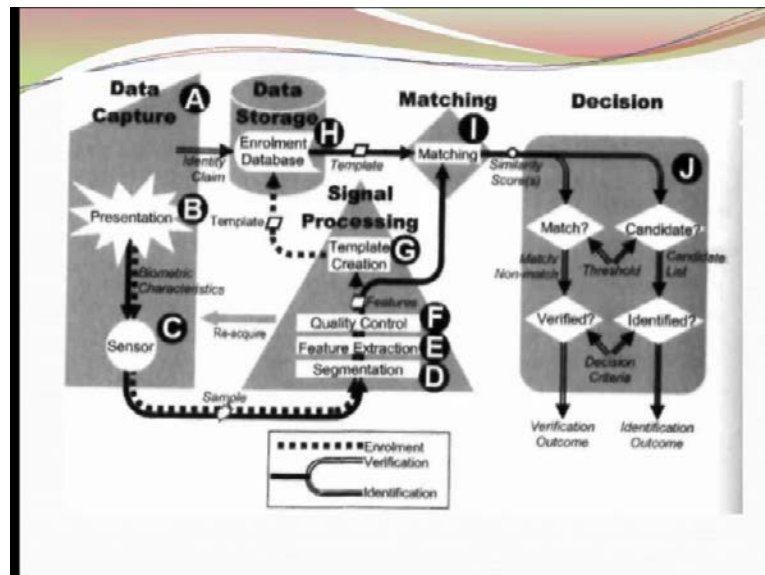 Data
Capture
A
Data
Storage
H
Matching
I
Decision
Enrolment
Database
Identity
Claim
Template
Matching
Similarity
Score(s)
J
Presentation
B
Template
Signal
Processing
Template
Creation
G
Match?
Candidate?
Biometric
Characteristics
Match/
Non-match
Threshold
Candidate
List
Features
Sensor
C
Re-acquire
Quality Control
F
Feature Extraction
E
Segmentation
D
Verified?
Identified?
Decision
Criteria
Sample
Verification
Outcome
Identification
Outcome
Enrolment
Verification
Identification